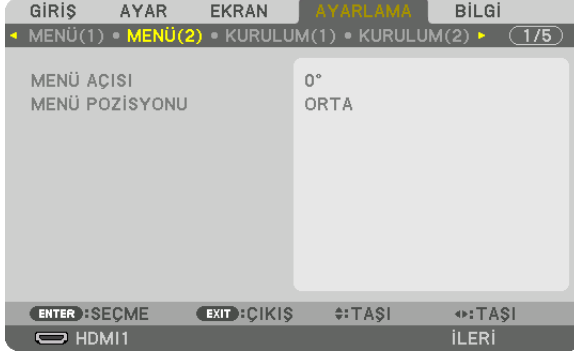 GİRİŞ AYAR EKRAN AYARLAMA BİLGİ
MENÜ(1) • MENÜ(2) • KURULUM(1) • KURULUM(2) 1/5
MENÜ AÇISI 0°
MENÜ POZİSYONU ORTA
ENTER :SEÇME EXIT :ÇIKIŞ :TAŞI :TAŞI
HDMI1 İLERİ